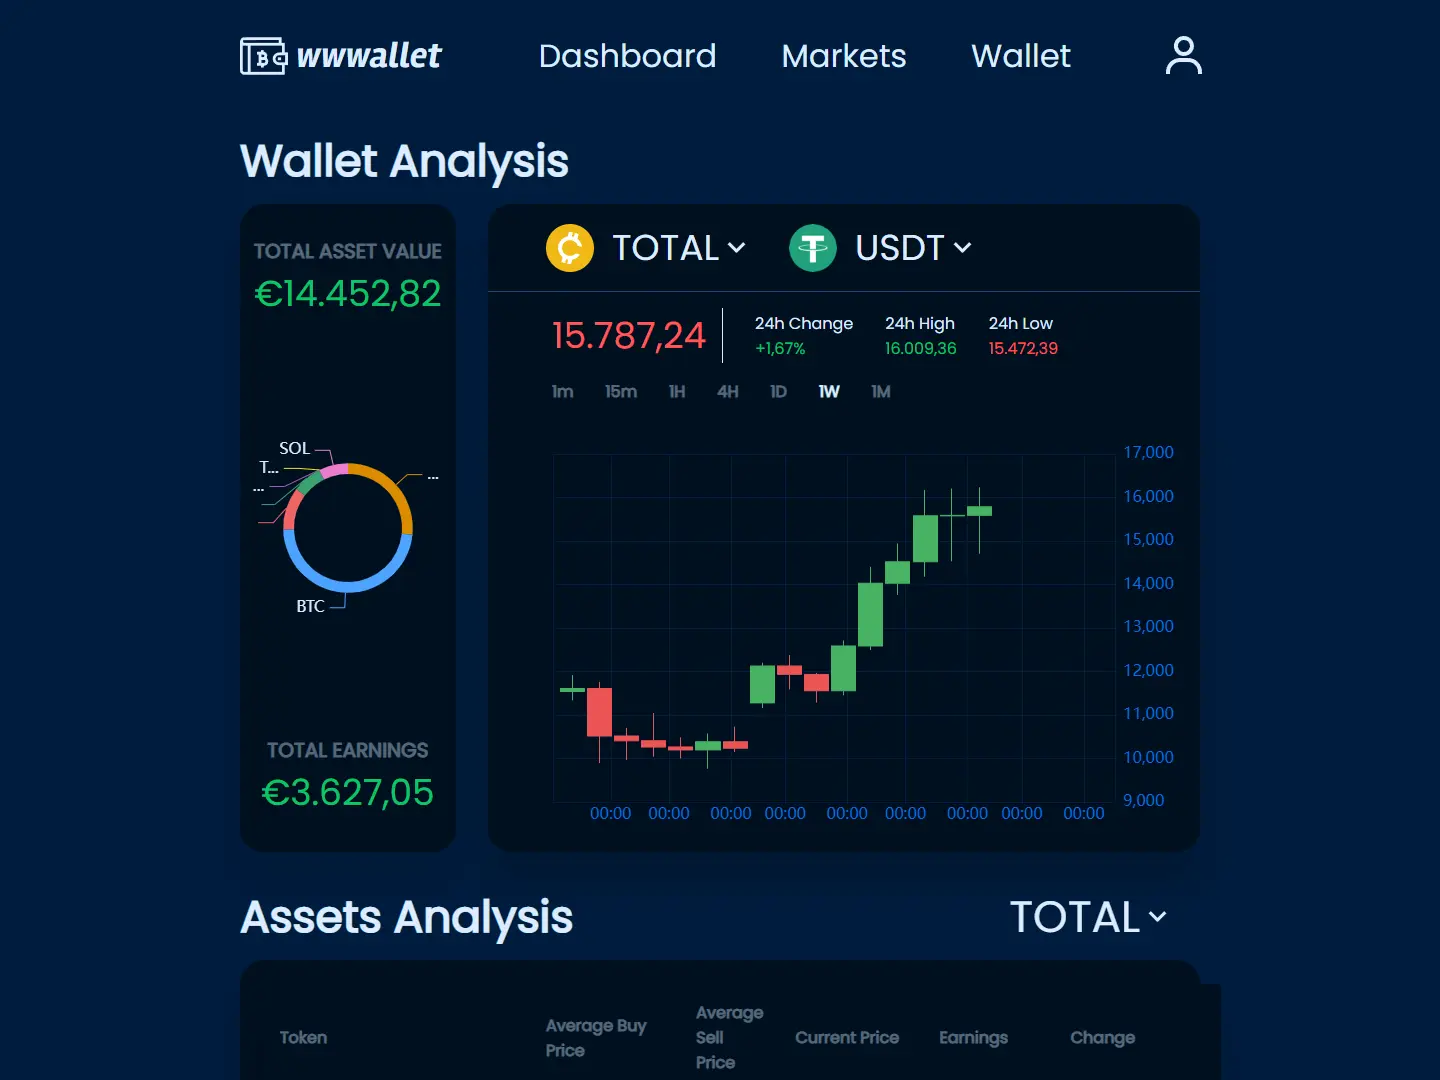 wwwallet
Dashboard
Markets
Wallet
Wallet Analysis
TOTAL ASSET VALUE
€14.452,82
SOL
T...
...
...
BTC
TOTAL EARNINGS
€3.627,05
TOTAL
USDT
15.787,24
24h Change
+1,67%
24h High
16.009,36
24h Low
15.472,39
1m 15m 1H 4H 1D 1W 1M
17,000
16,000
15,000
14,000
13,000
12,000
11,000
10,000
9,000
00:00 00:00 00:00 00:00 00:00 00:00 00:00 00:00 00:00
Assets Analysis
TOTAL
Token
Average Buy
Price
Average
Sell
Price
Current Price
Earnings
Change